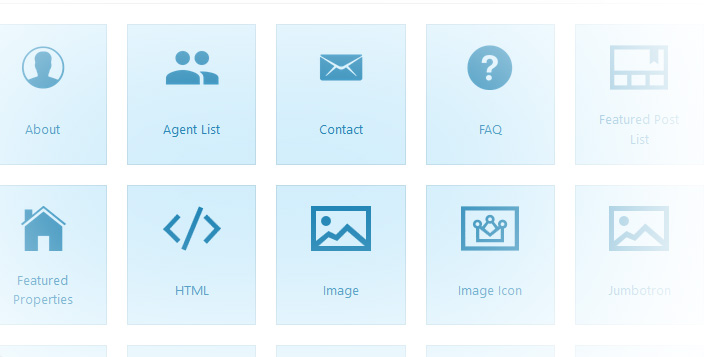 About
Agent List
Contact
FAQ
Featured Post
List
Featured
Properties
HTML
Image
Image Icon
Jumbotron